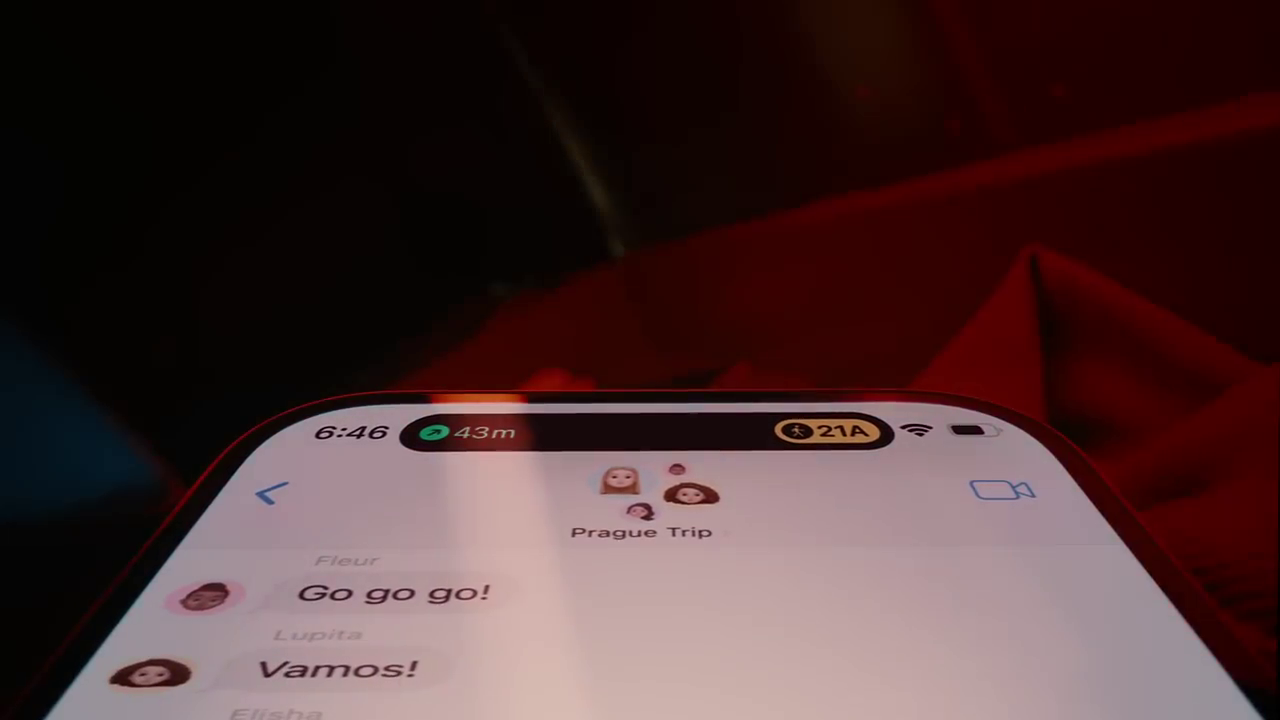 6:46 43m 21A
Prague Trip
Fleur
Go go go!
Lupita
Vamos!
Elisha